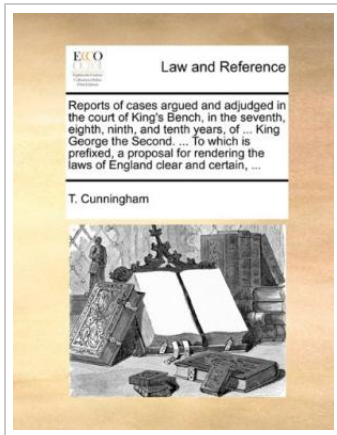 ECCO
Law and Reference
Reports of cases argued and adjudged in
the court of King's Bench, in the seventh,
eighth, ninth, and tenth years, of ... King
George the Second. ... To which is
prefixed, a proposal for rendering the
laws of England clear and certain, ...
T. Cunningham